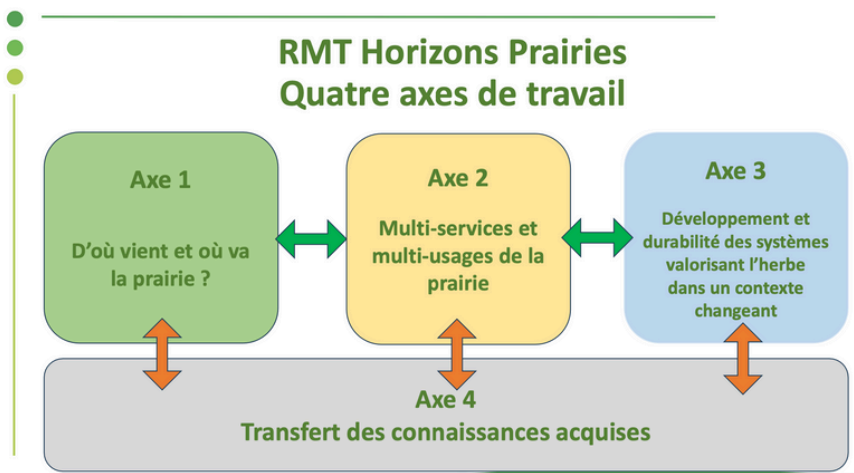 RMT Horizons Prairies
Quatre axes de travail
Axe 1
D’où vient et où va
la prairie ?
Axe 2
Multi-services et
multi-usages de la
prairie
Axe 3
Développement et
durabilité des systèmes
valorisant l’herbe
dans un contexte
changeant
Axe 4
Transfert des connaissances acquises